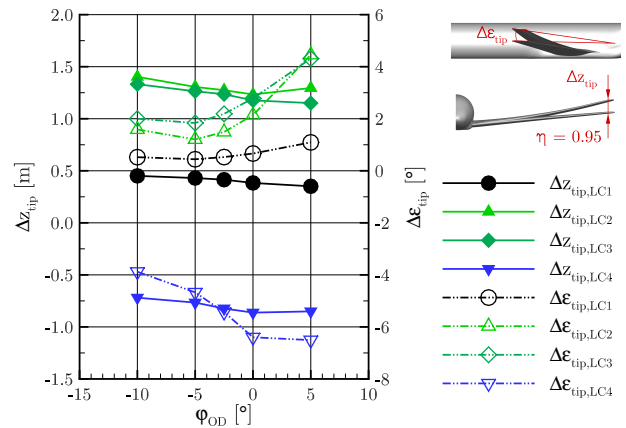 2.0
1.5
1.0
0.5
0.0
-0.5
-1.0
-1.5
Δz_tip [m]
6
4
2
0
-2
-4
-6
-8
Δε_tip [°]
-15 -10 -5 0 5 10
φ_OD [°]
Δε_tip
Δz_tip
η = 0.95
Δz_tip,LC1
Δz_tip,LC2
Δz_tip,LC3
Δz_tip,LC4
Δε_tip,LC1
Δε_tip,LC2
Δε_tip,LC3
Δε_tip,LC4